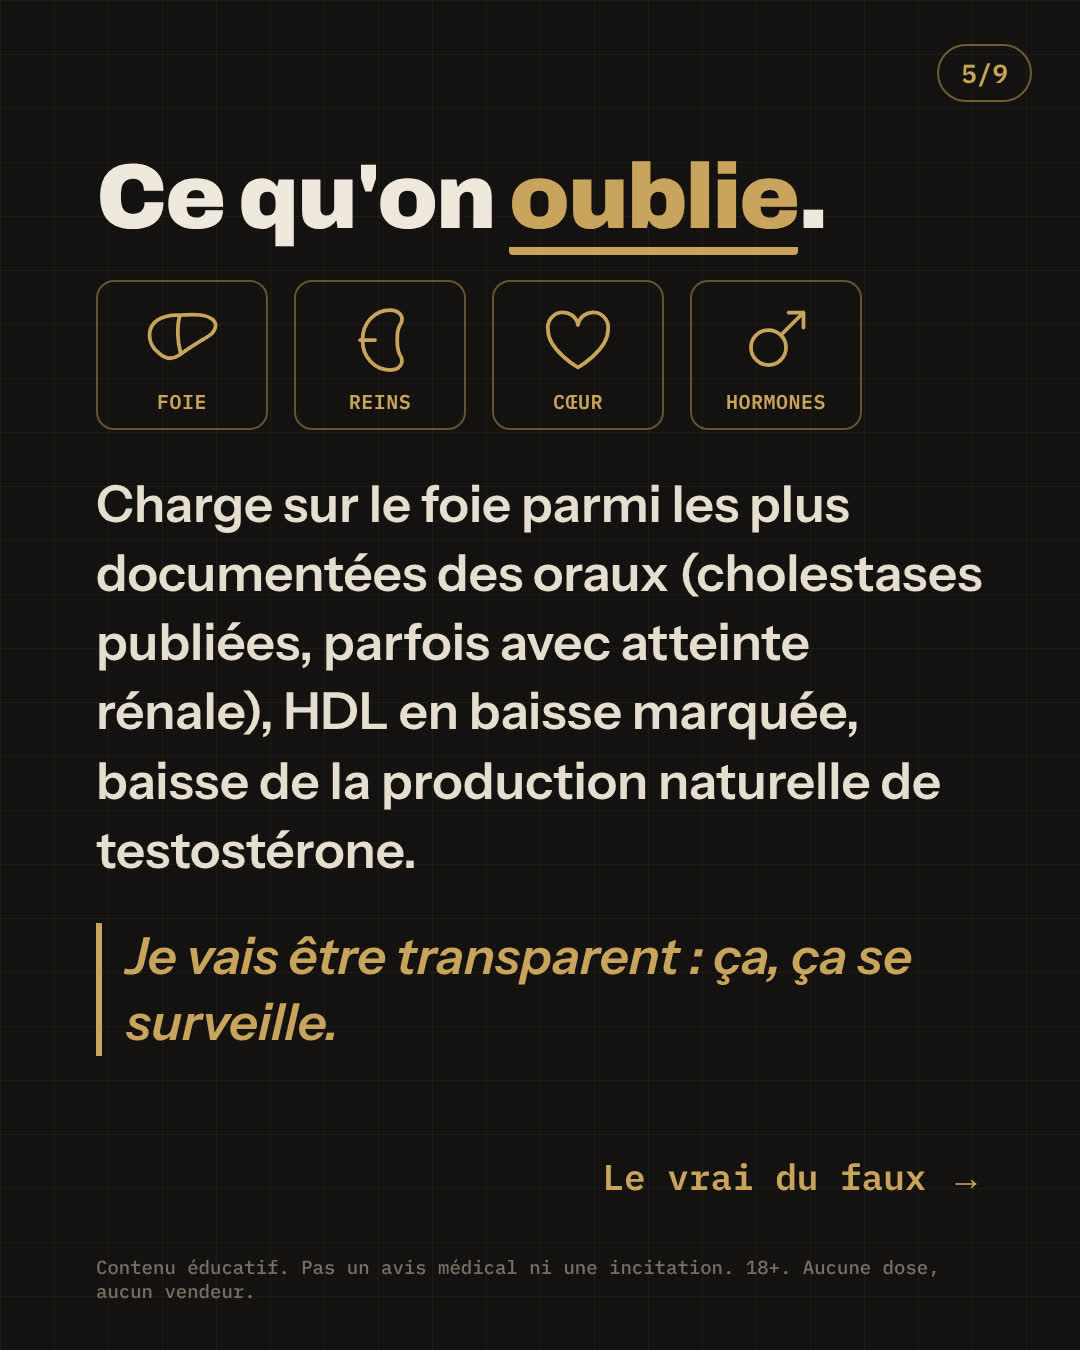 5/9
Ce qu'on oublie.
FOIE
REINS
CŒUR
HORMONES
Charge sur le foie parmi les plus
documentées des oraux (cholestases
publiées, parfois avec atteinte
rénale), HDL en baisse marquée,
baisse de la production naturelle de
testostérone.
Je vais être transparent : ça, ça se
surveille.
Le vrai du faux →
Contenu éducatif. Pas un avis médical ni une incitation. 18+. Aucune dose,
aucun vendeur.